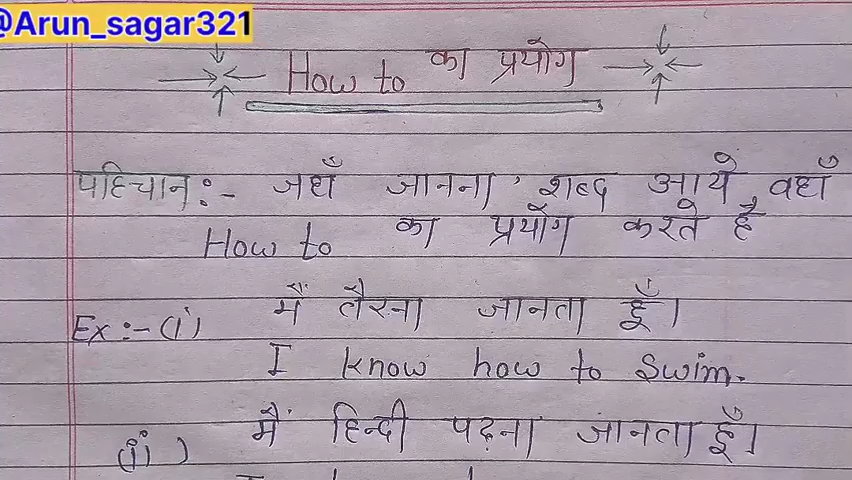 @Arun_sagar321
How to का प्रयोग
पहिचान:- जहाँ जानना शब्द आये वहाँ
How to का प्रयोग करते हैं
Ex:- (i) मैं तैरना जानता हूँ।
I know how to swim.
(ii) मैं हिन्दी पढ़ना जानता हूँ।